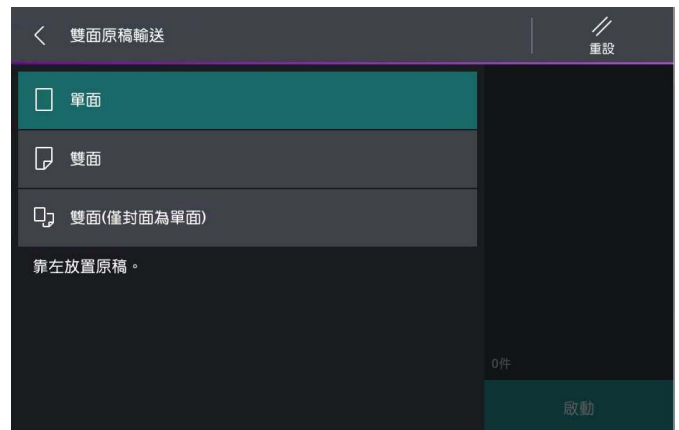 雙面原稿輸送
重設
單面
雙面
雙面(僅封面為單面)
靠左放置原稿。
0件
啟動